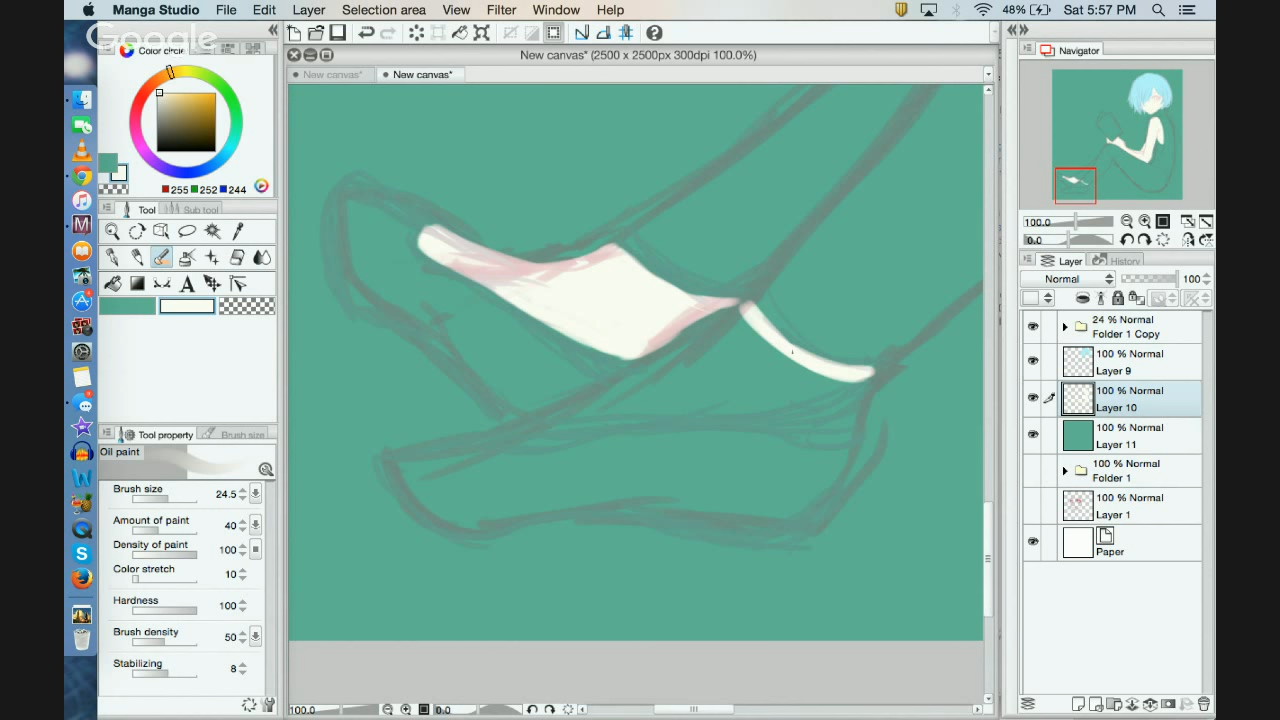 Manga Studio File Edit Layer Selection area View Filter Window Help
48% Sat 5:57 PM
Google
Color circle
New canvas* (2500 x 2500px 300dpi 100.0%)
Navigator
New canvas*
New canvas*
255 252 244
Tool
Sub tool
100.0
0.0
Layer
History
Normal
100
24 % Normal
Folder 1 Copy
100 % Normal
Layer 9
100 % Normal
Layer 10
100 % Normal
Layer 11
100 % Normal
Folder 1
100 % Normal
Layer 1
Paper
Tool property
Brush size
Oil paint
Brush size
24.5
Amount of paint
40
Density of paint
100
Color stretch
10
Hardness
100
Brush density
50
Stabilizing
8
100.0
0.0